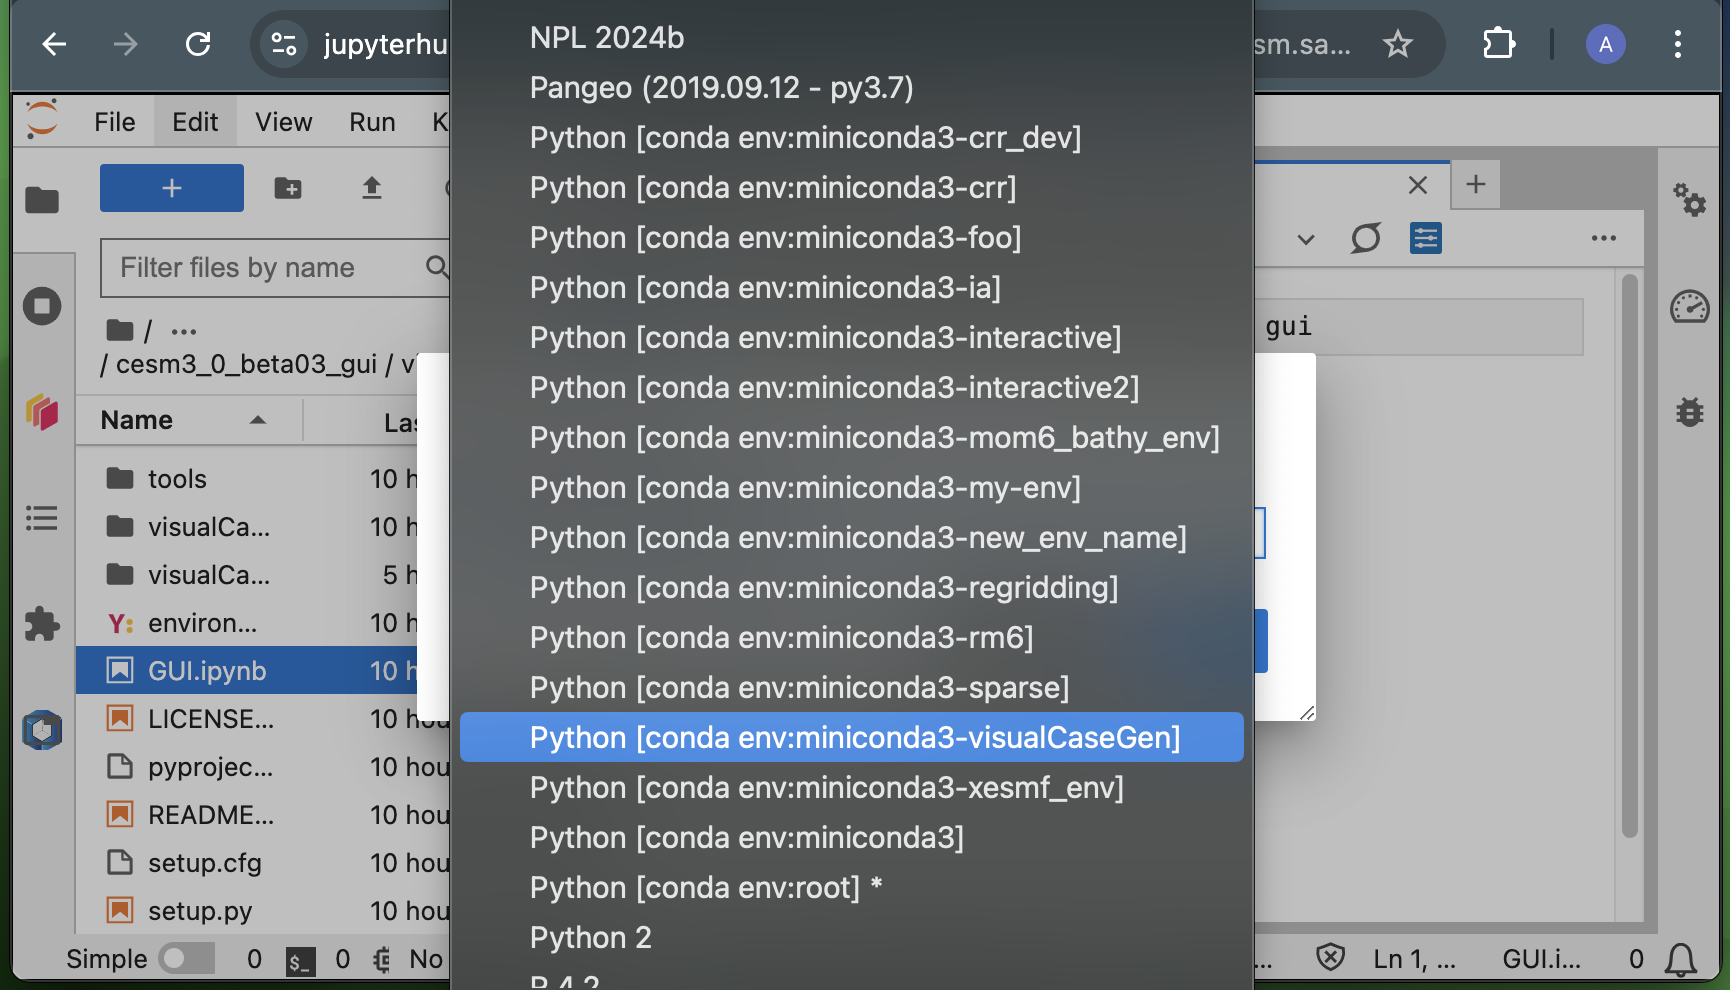 jupyterhu
sm.sa...
A
File Edit View Run K
+
Filter files by name
/ ...
/ cesm3_0_beta03_gui / v
Name
Las
tools 10 h
visualCa... 10 h
visualCa... 5 h
Y: environ... 10 h
GUI.ipynb 10 h
LICENSE... 10 hou
pyprojec... 10 hou
README... 10 hou
setup.cfg 10 hou
setup.py 10 hou
Simple 0 $_ 0 No
NPL 2024b
Pangeo (2019.09.12 - py3.7)
Python [conda env:miniconda3-crr_dev]
Python [conda env:miniconda3-crr]
Python [conda env:miniconda3-foo]
Python [conda env:miniconda3-ia]
Python [conda env:miniconda3-interactive]
Python [conda env:miniconda3-interactive2]
Python [conda env:miniconda3-mom6_bathy_env]
Python [conda env:miniconda3-my-env]
Python [conda env:miniconda3-new_env_name]
Python [conda env:miniconda3-regridding]
Python [conda env:miniconda3-rm6]
Python [conda env:miniconda3-sparse]
Python [conda env:miniconda3-visualCaseGen]
Python [conda env:miniconda3-xesmf_env]
Python [conda env:miniconda3]
Python [conda env:root] *
Python 2
R 4.2
gui
... Ln 1, ... GUI.i... 0